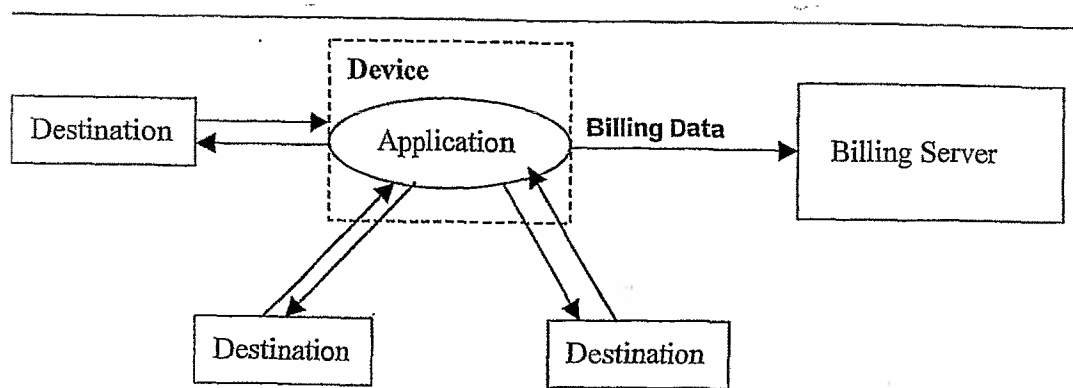 Device
Destination
Application
Billing Data
Billing Server
Destination
Destination